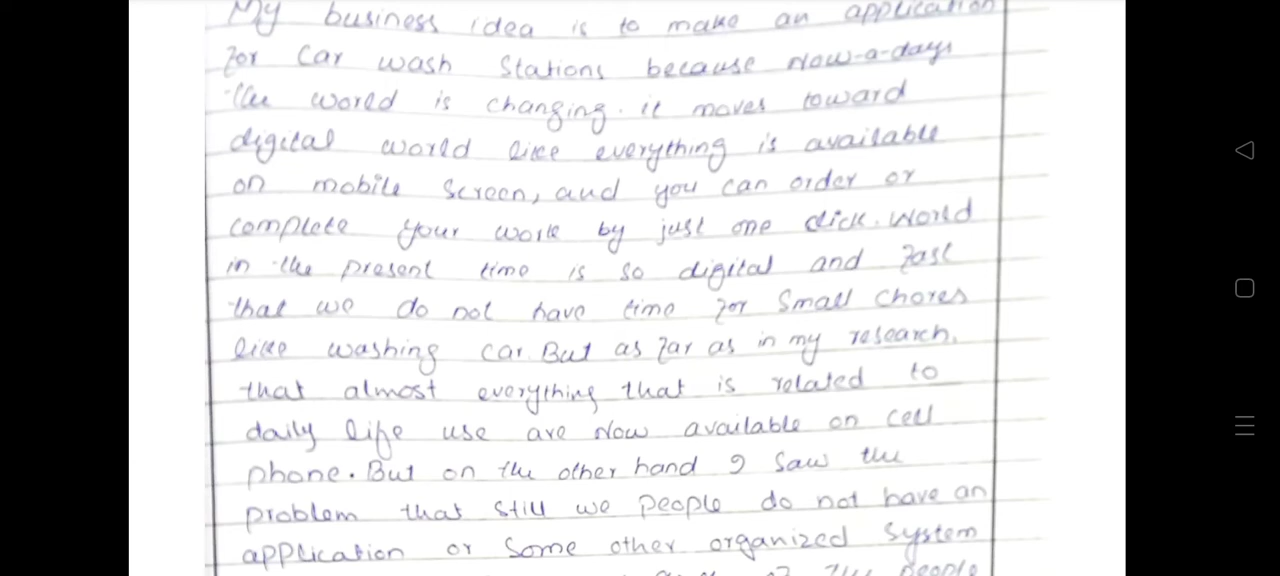 My business idea is to make an application
for Car wash Stations because Now-a-days
the world is changing. it moves toward
digital world like everything is available
on mobile screen, and you can order or
complete your work by just one click. World
in the present time is so digital and fast
that we do not have time for Small Chores
like washing car. But as far as in my research,
that almost everything that is related to
daily life use are Now available on cell
phone. But on the other hand I saw the
problem that still we people do not have an
application or Some other organized System
the people